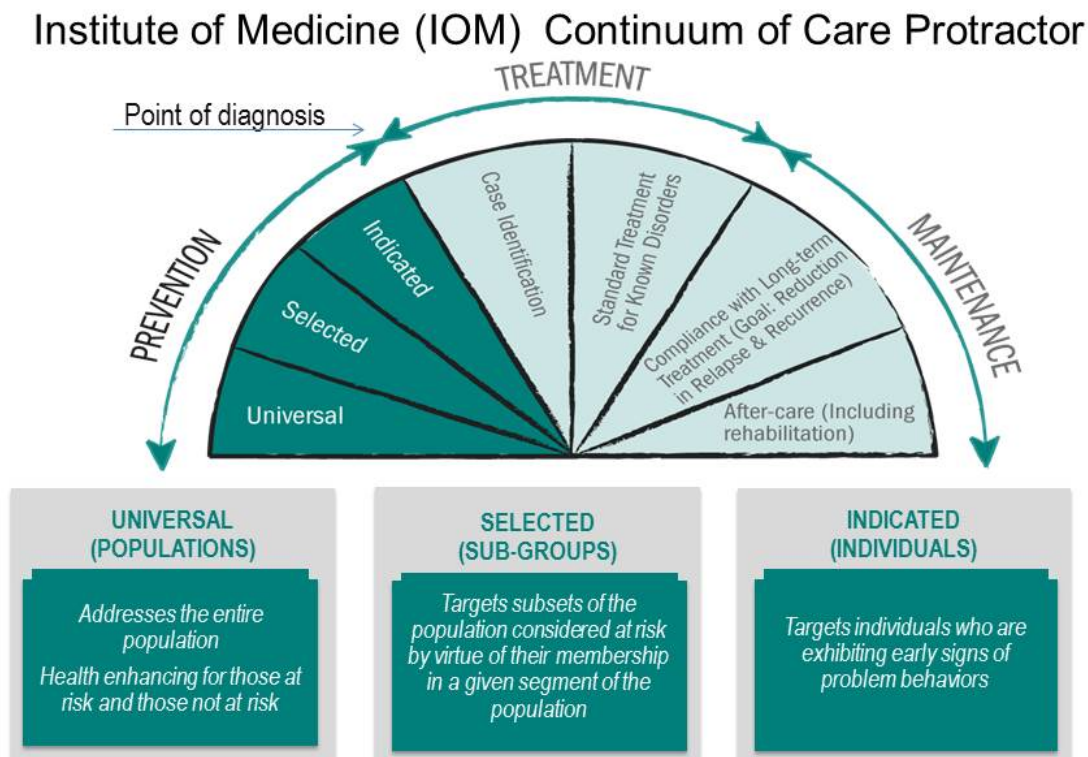 Institute of Medicine (IOM)  Continuum of Care Protractor
TREATMENT
Point of diagnosis
PREVENTION
MAINTENANCE
Universal
Selected
Indicated
Case Identification
Standard Treatment
for Known Disorders
Compliance with Long-term
Treatment (Goal: Reduction
in Relapse & Recurrence)
After-care (Including
rehabilitation)
UNIVERSAL
(POPULATIONS)
Addresses the entire
population
Health enhancing for those at
risk and those not at risk
SELECTED
(SUB-GROUPS)
Targets subsets of the
population considered at risk
by virtue of their membership
in a given segment of the
population
INDICATED
(INDIVIDUALS)
Targets individuals who are
exhibiting early signs of
problem behaviors